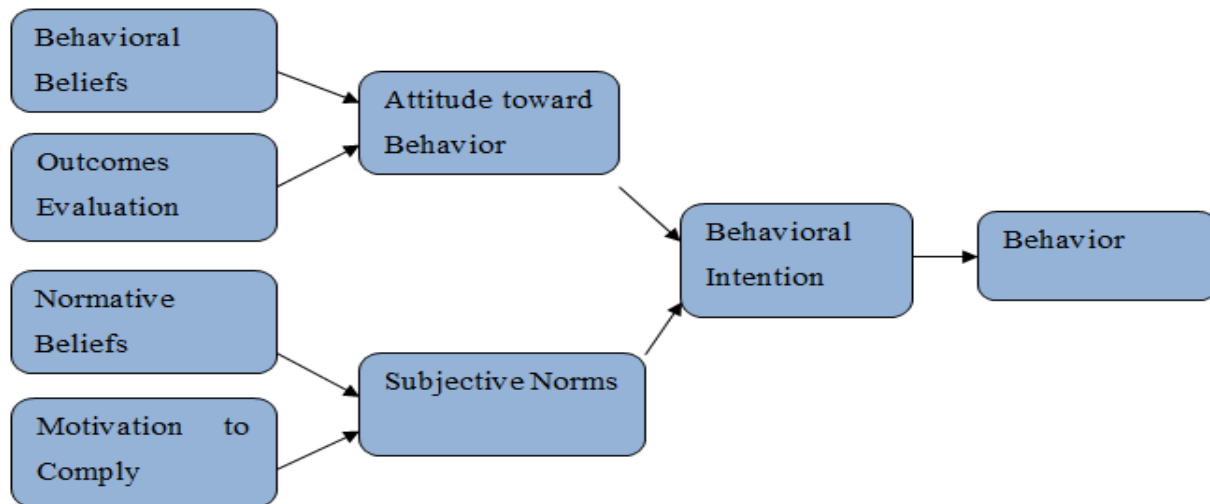 Behavioral
Beliefs
Outcomes
Evaluation
Attitude toward
Behavior
Normative
Beliefs
Motivation to
Comply
Subjective Norms
Behavioral
Intention
Behavior